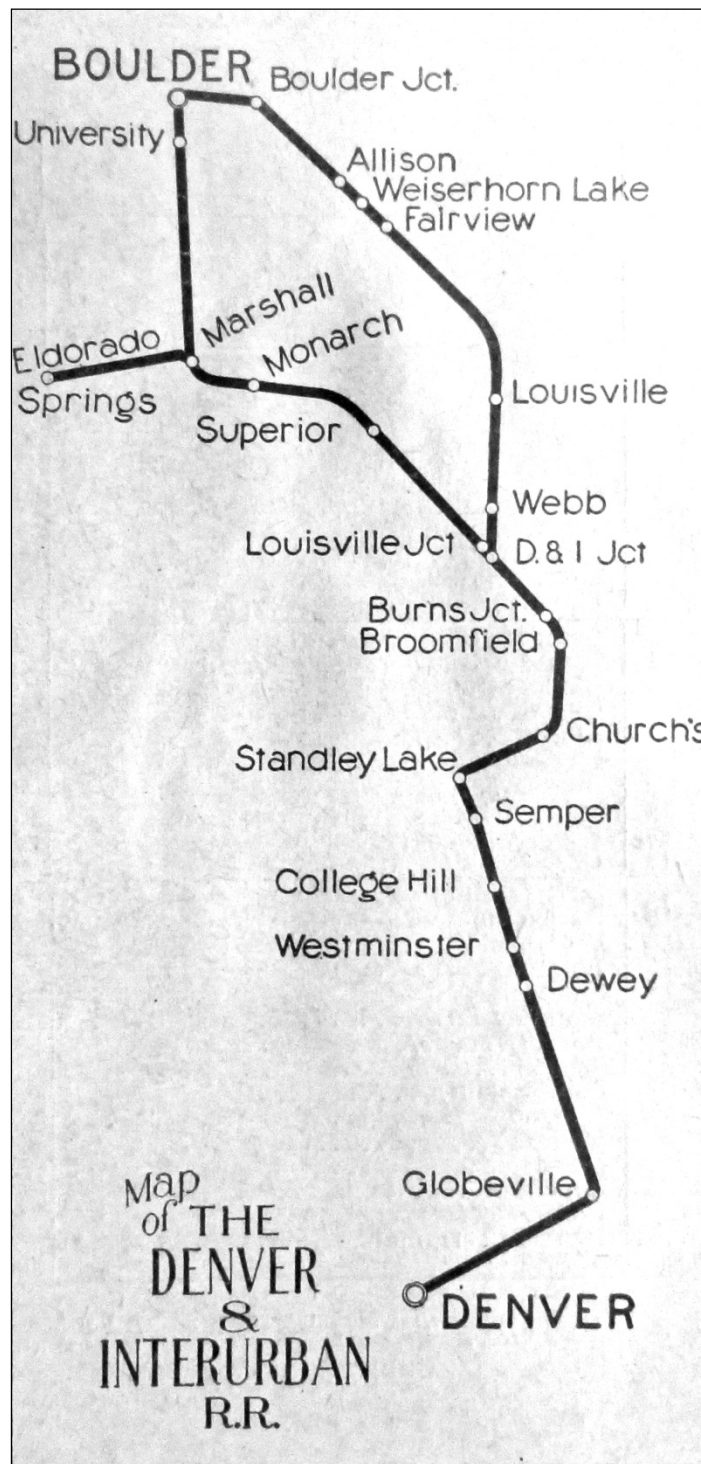 BOULDER
Boulder Jct.
University
Allison
Weiserhorn Lake
Fairview
Marshall
Monarch
Eldorado
Springs
Louisville
Superior
Webb
Louisville Jct
D. & I Jct
Burns Jct.
Broomfield
Church's
Standley Lake
Semper
College Hill
Westminster
Dewey
Globeville
DENVER
Map
of THE
DENVER
&
INTERURBAN
R.R.